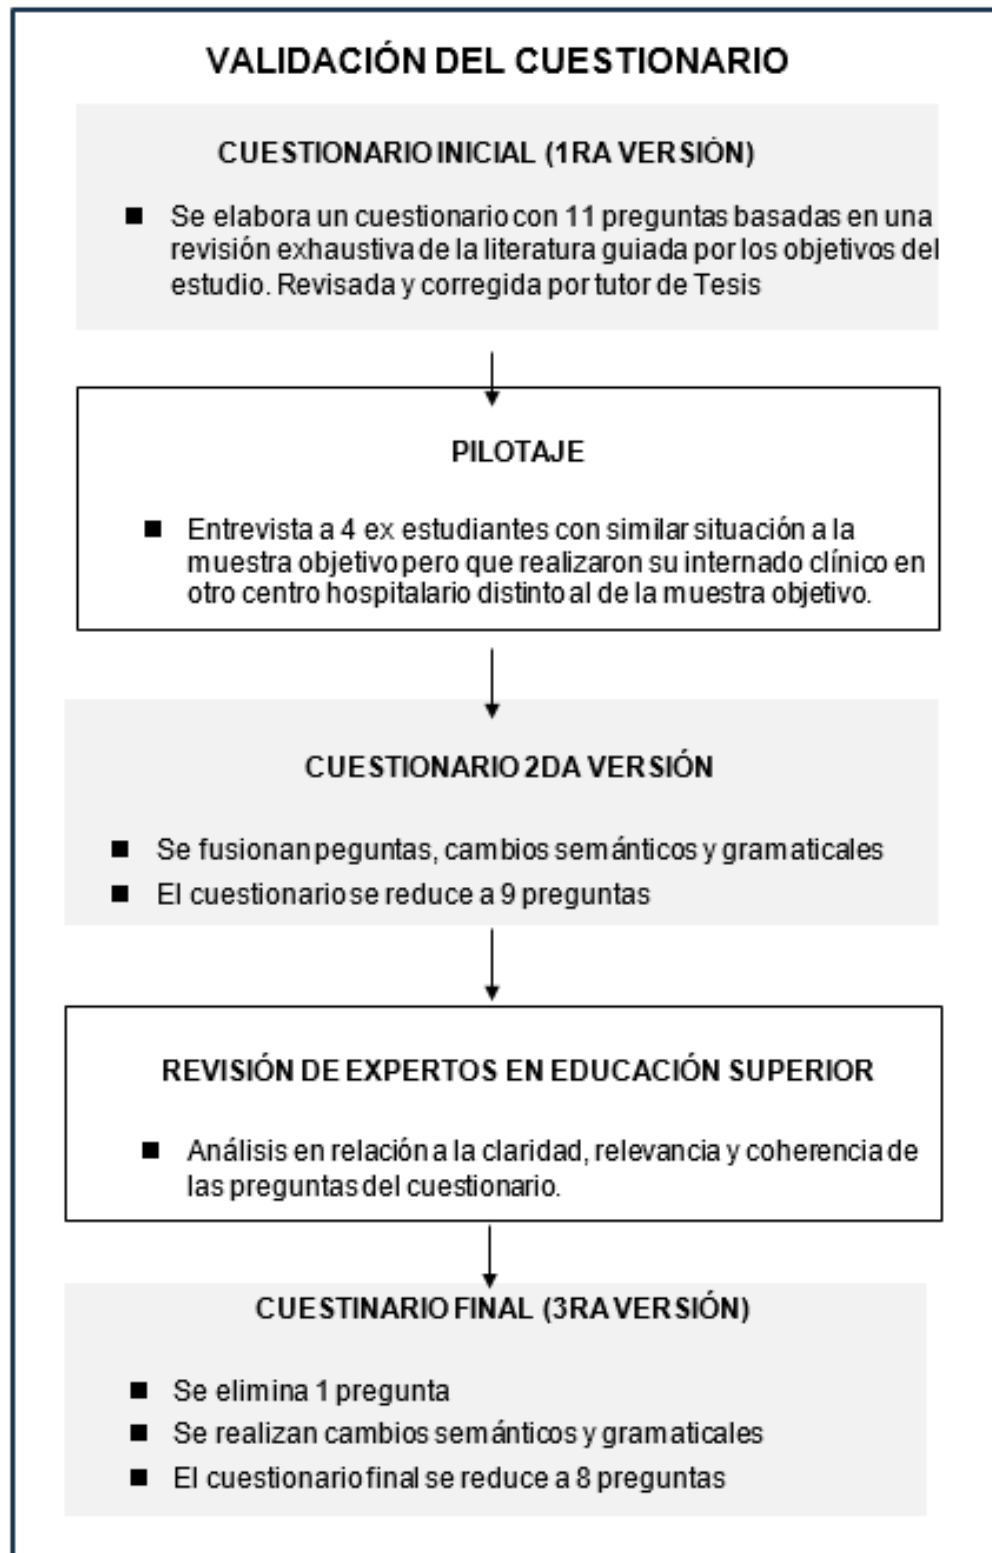 VALIDACIÓN DEL CUESTIONARIO
CUESTIONARIO INICIAL (1RA VERSIÓN)
■ Se elabora un cuestionario con 11 preguntas basadas en una
revisión exhaustiva de la literatura guiada por los objetivos del
estudio. Revisada y corregida por tutor de Tesis
PILOTAJE
■ Entrevista a 4 ex estudiantes con similar situación a la
muestra objetivo pero que realizaron su internado clínico en
otro centro hospitalario distinto al de la muestra objetivo.
CUESTIONARIO 2DA VERSIÓN
■ Se fusionan peguntas, cambios semánticos y gramaticales
■ El cuestionario se reduce a 9 preguntas
REVISIÓN DE EXPERTOS EN EDUCACIÓN SUPERIOR
■ Análisis en relación a la claridad, relevancia y coherencia de
las preguntas del cuestionario.
CUESTINARIO FINAL (3RA VERSIÓN)
■ Se elimina 1 pregunta
■ Se realizan cambios semánticos y gramaticales
■ El cuestionario final se reduce a 8 preguntas